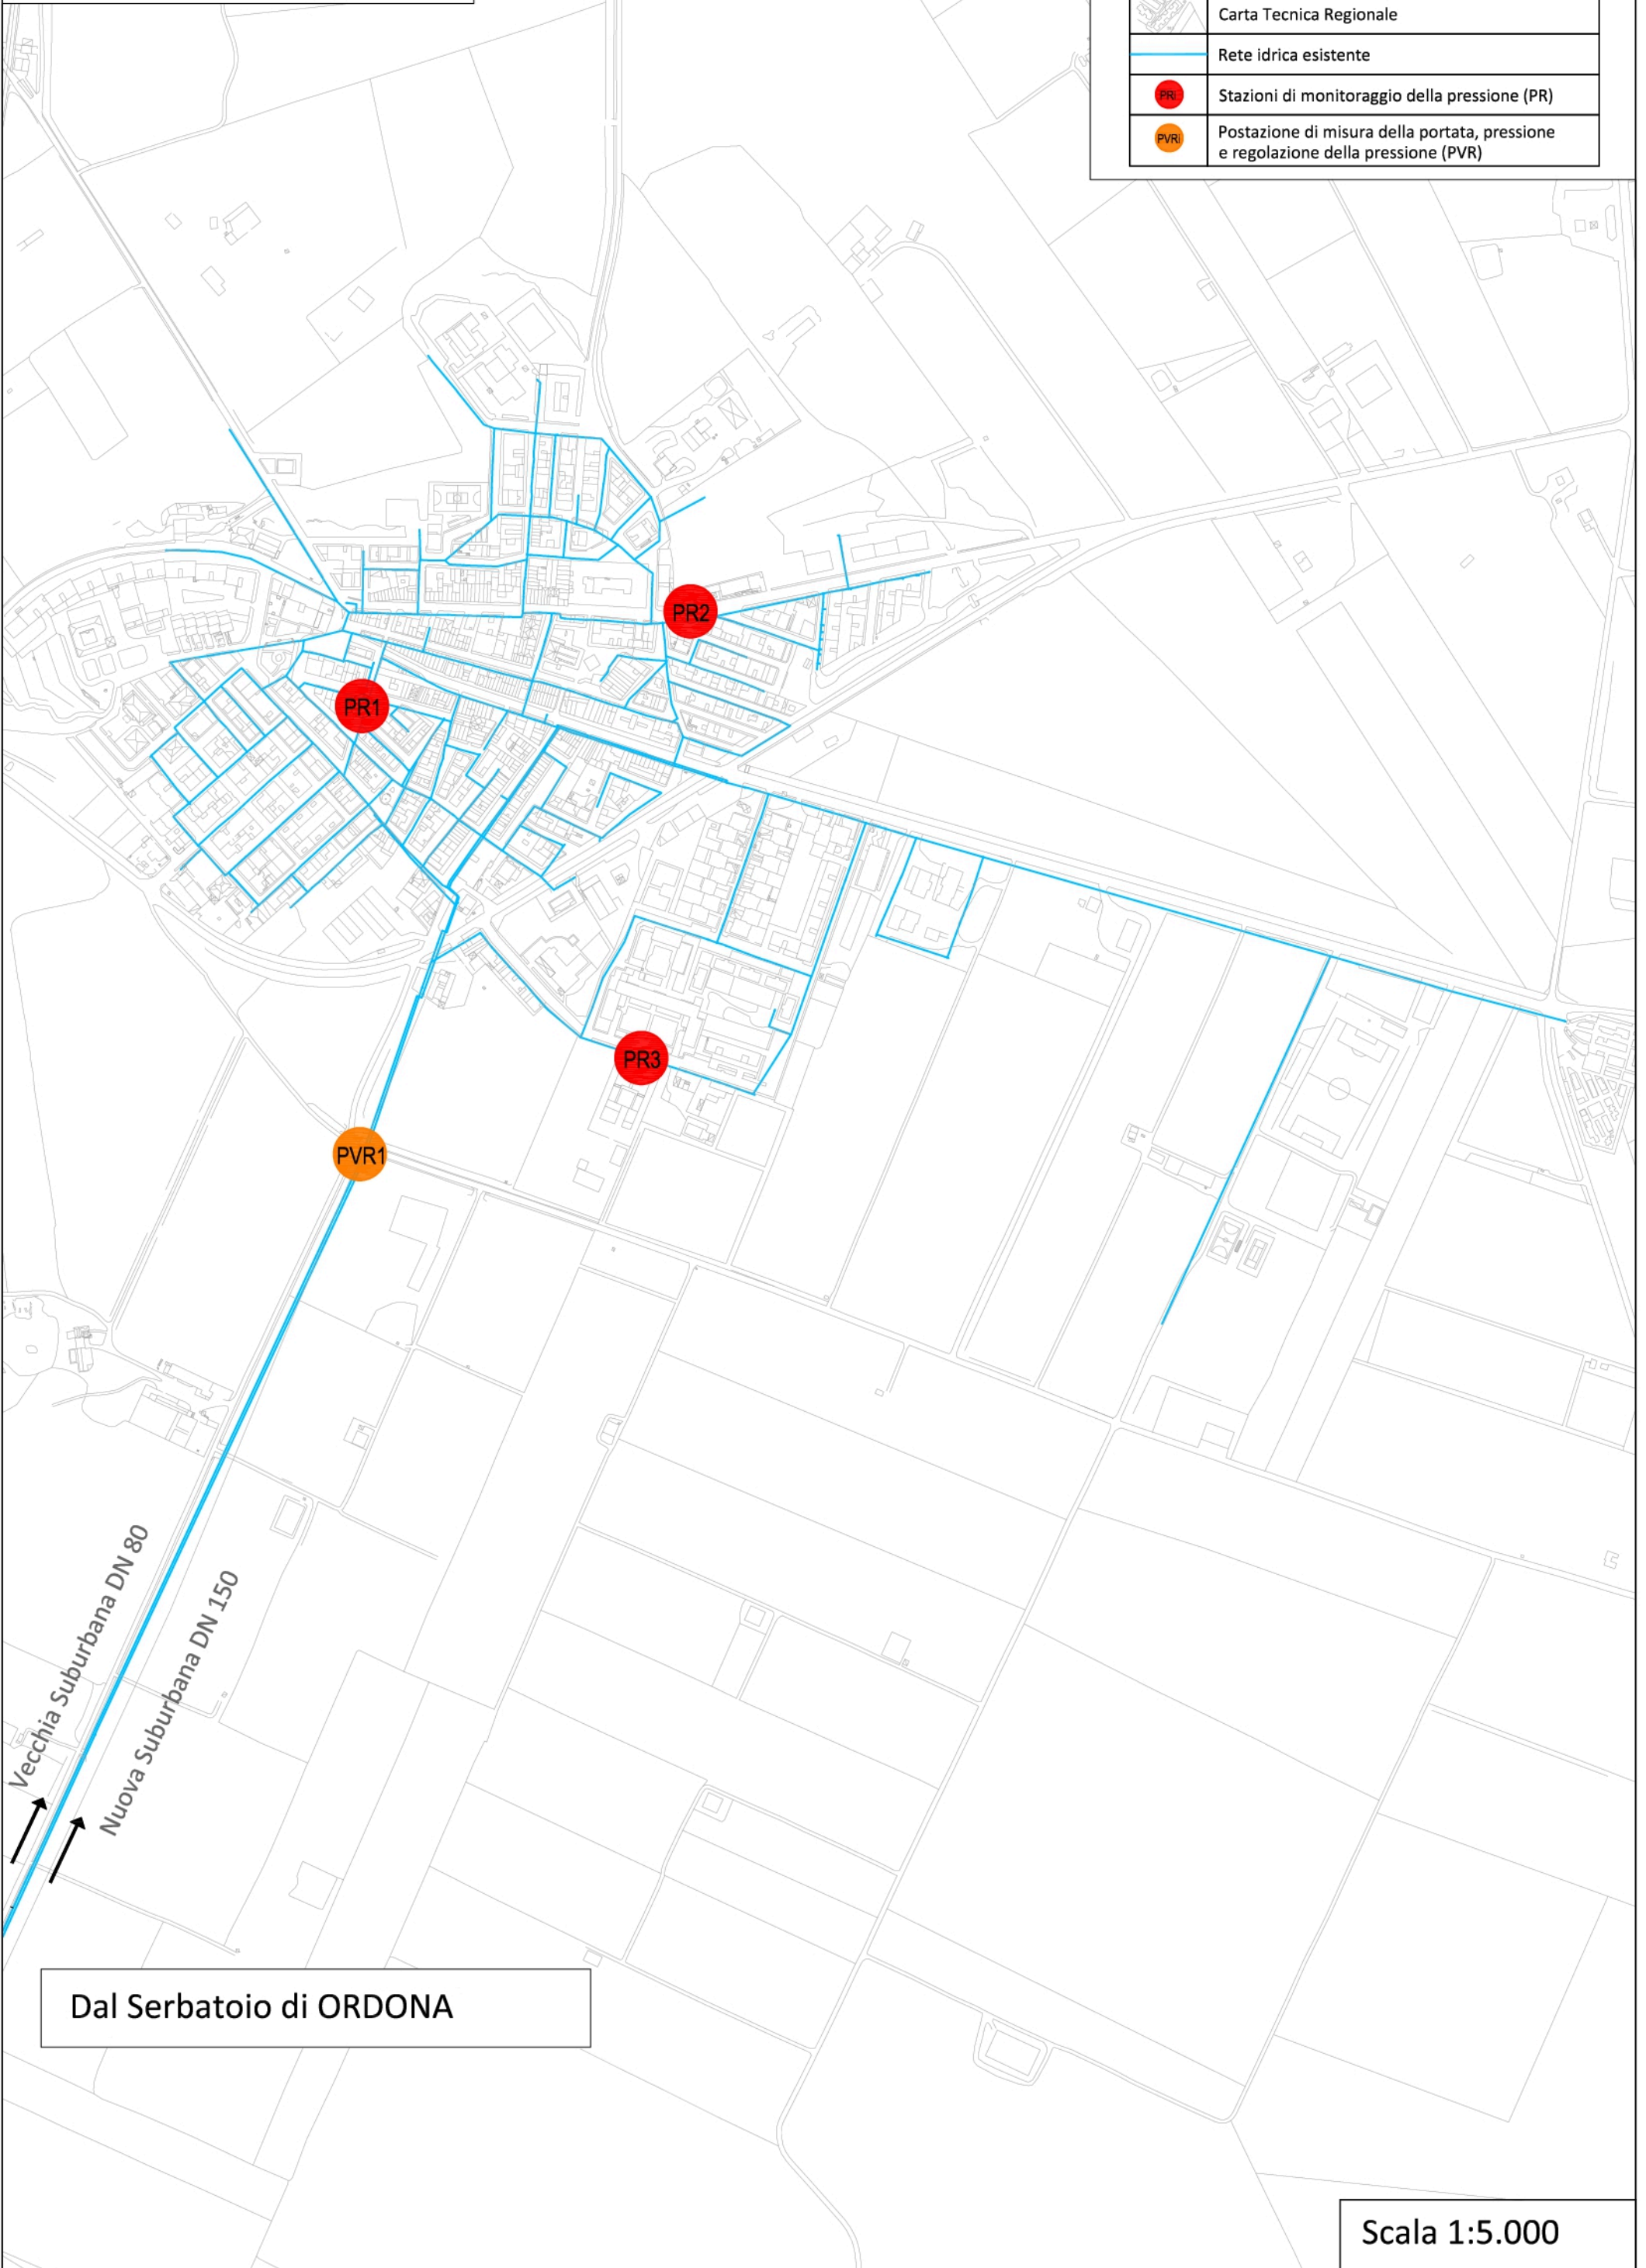 Carta Tecnica Regionale
Rete idrica esistente
PRi
Stazioni di monitoraggio della pressione (PR)
PVRi
Postazione di misura della portata, pressione
e regolazione della pressione (PVR)
PR2
PR1
PR3
PVR1
Vecchia Suburbana DN 80
Nuova Suburbana DN 150
Dal Serbatoio di ORDONA
Scala 1:5.000